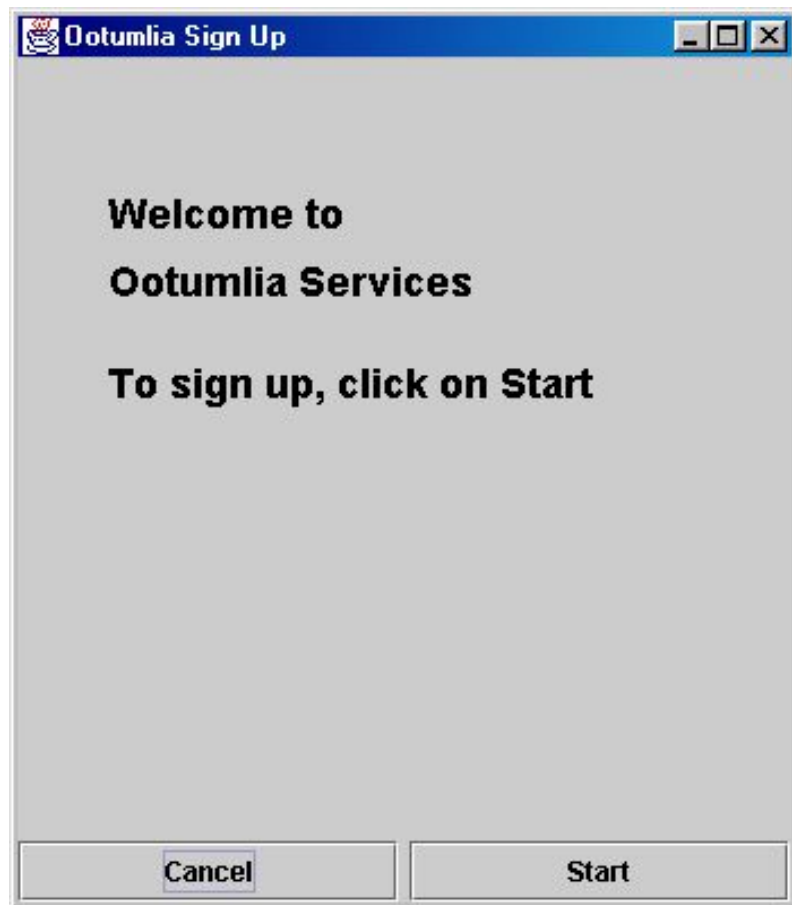 Ootumlia Sign Up
Welcome to
Ootumlia Services
To sign up, click on Start
Cancel
Start